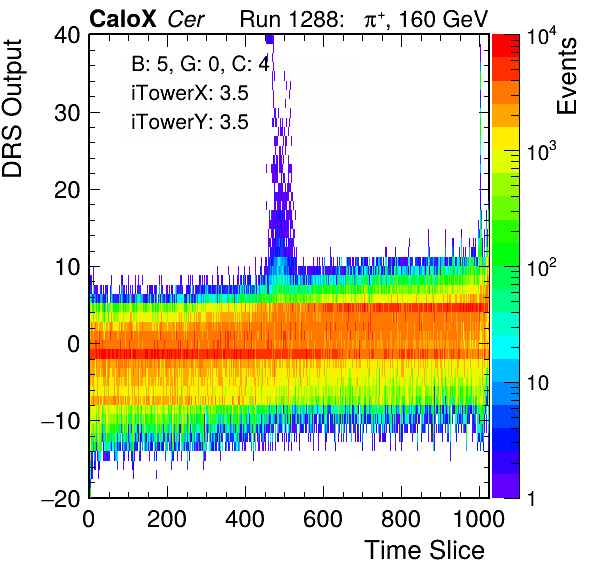 CaloX Cer Run 1288: π⁺, 160 GeV
B: 5, G: 0, C: 4
iTowerX: 3.5
iTowerY: 3.5
DRS Output
40
30
20
10
0
−10
−20
0 200 400 600 800 1000
Time Slice
Events
10⁴
10³
10²
10
1